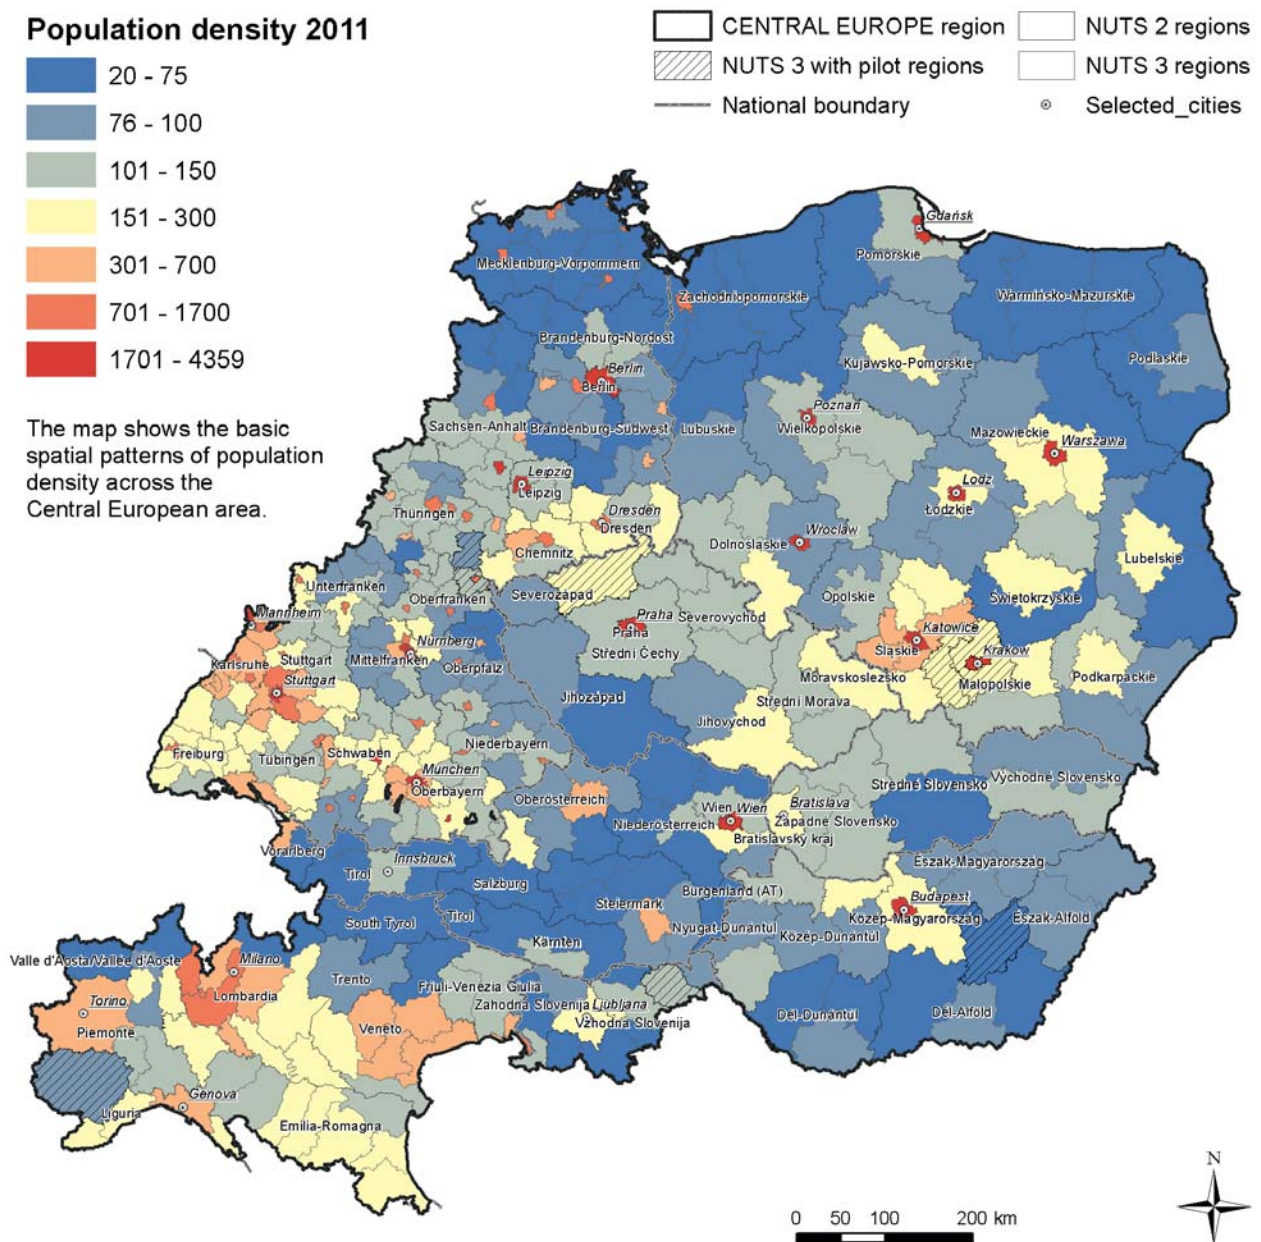 Population density 2011
20 - 75
76 - 100
101 - 150
151 - 300
301 - 700
701 - 1700
1701 - 4359
The map shows the basic
spatial patterns of population
density across the
Central European area.
CENTRAL EUROPE region
NUTS 3 with pilot regions
National boundary
NUTS 2 regions
NUTS 3 regions
Selected_cities
Gdańsk
Pomorskie
Mecklenburg-Vorpommern
Zachodniopomorskie
Warmińsko-Mazurskie
Brandenburg-Nordost
Kujawsko-Pomorskie
Podlaskie
Berlin
Berlin
Poznań
Sachsen-Anhalt
Brandenburg-Südwest
Lubuskie
Wielkopolskie
Mazowieckie
Warszawa
Leipzig
Leipzig
Lodz
Łódzkie
Thüringen
Dresden
Dresden
Wroclaw
Dolnośląskie
Chemnitz
Lubelskie
Unterfranken
Oberfranken
Severozápad
Opolskie
Świętokrzyskie
Mannheim
Praha
Praha
Severovýchod
Katowice
Nürnberg
Krakow
Karlsruhe
Stuttgart
Mittelfranken
Oberpfalz
Střední Čechy
Śląskie
Stuttgart
Moravskoslezsko
Małopolskie
Podkarpackie
Jihozápad
Střední Morava
Jihovýchod
Freiburg
Tübingen
Schwaben
Niederbayern
München
Oberbayern
Stredné Slovensko
Východné Slovensko
Oberösterreich
Wien
Wien
Bratislava
Niederösterreich
Západné Slovensko
Bratislavský kraj
Vorarlberg
Innsbruck
Tirol
Salzburg
Észak-Magyarország
Burgenland (AT)
Steiermark
Budapest
South Tyrol
Tirol
Nyugat-Dunántúl
Közép-Magyarország
Észak-Alföld
Közép-Dunántúl
Kärnten
Valle d'Aosta/Vallée d'Aoste
Milano
Trento
Friuli-Venezia Giulia
Torino
Lombardia
Zahodna Slovenija
Ljubljana
Vzhodna Slovenija
Piemonte
Veneto
Dél-Dunántúl
Dél-Alföld
Genova
Liguria
Emilia-Romagna
N
0 50 100 200 km